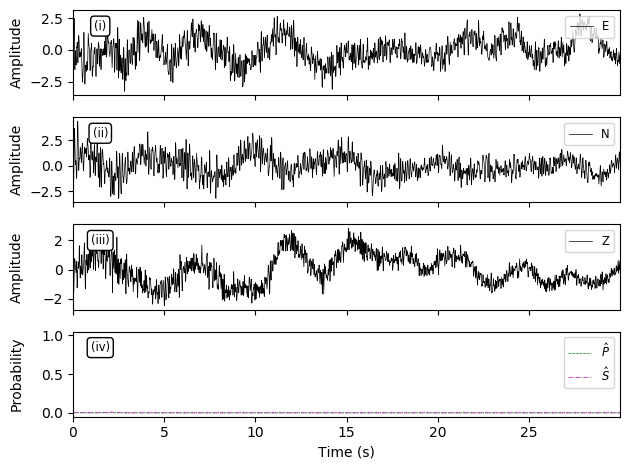 Amplitude
2.5
0.0
−2.5
(i)
E
Amplitude
2.5
0.0
−2.5
(ii)
N
Amplitude
2
0
−2
(iii)
Z
Probability
1.0
0.5
0.0
(iv)
P̂
Ŝ
0 5 10 15 20 25
Time (s)